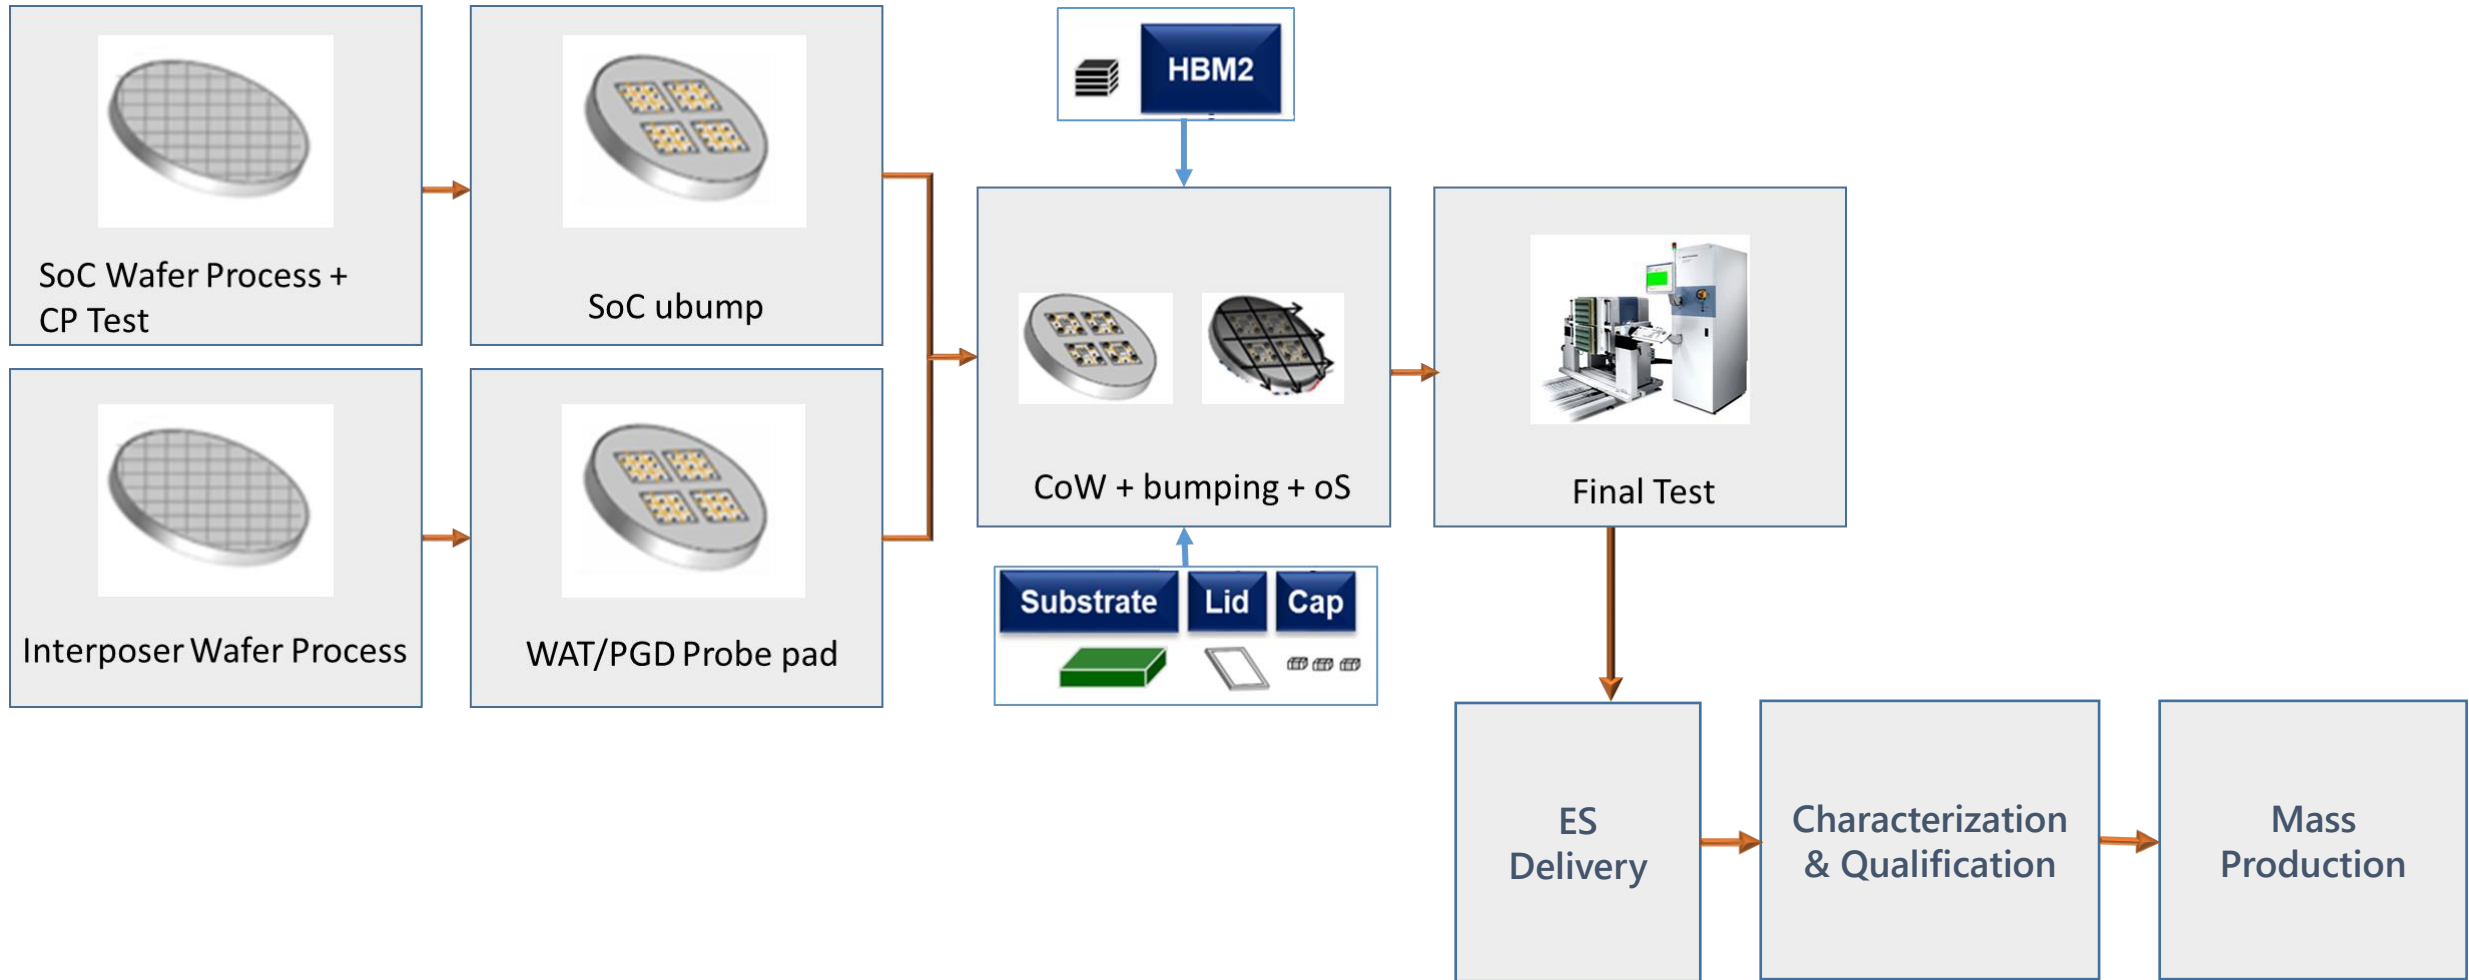 SoC Wafer Process +
CP Test
SoC ubump
HBM2
CoW + bumping + oS
Final Test
Interposer Wafer Process
WAT/PGD Probe pad
Substrate
Lid
Cap
ES
Delivery
Characterization
& Qualification
Mass
Production